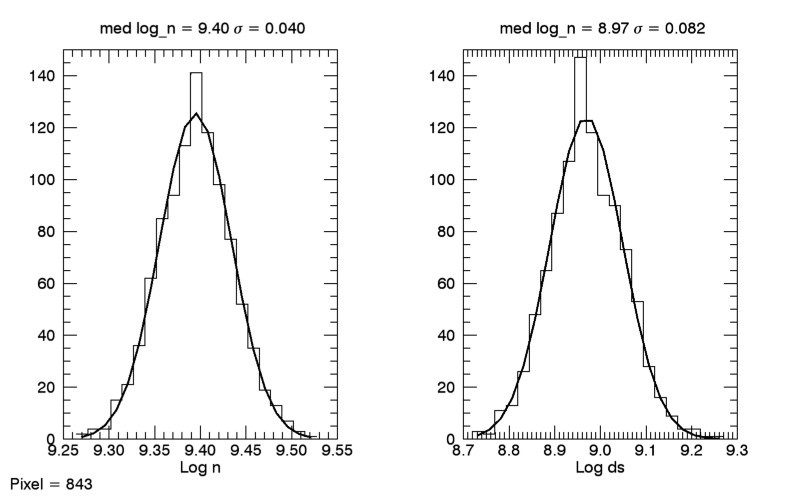 med log_n = 9.40 σ = 0.040
med log_n = 8.97 σ = 0.082
140
120
100
80
60
40
20
0
9.25 9.30 9.35 9.40 9.45 9.50 9.55
Log n
140
120
100
80
60
40
20
0
8.7 8.8 8.9 9.0 9.1 9.2 9.3
Log ds
Pixel = 843